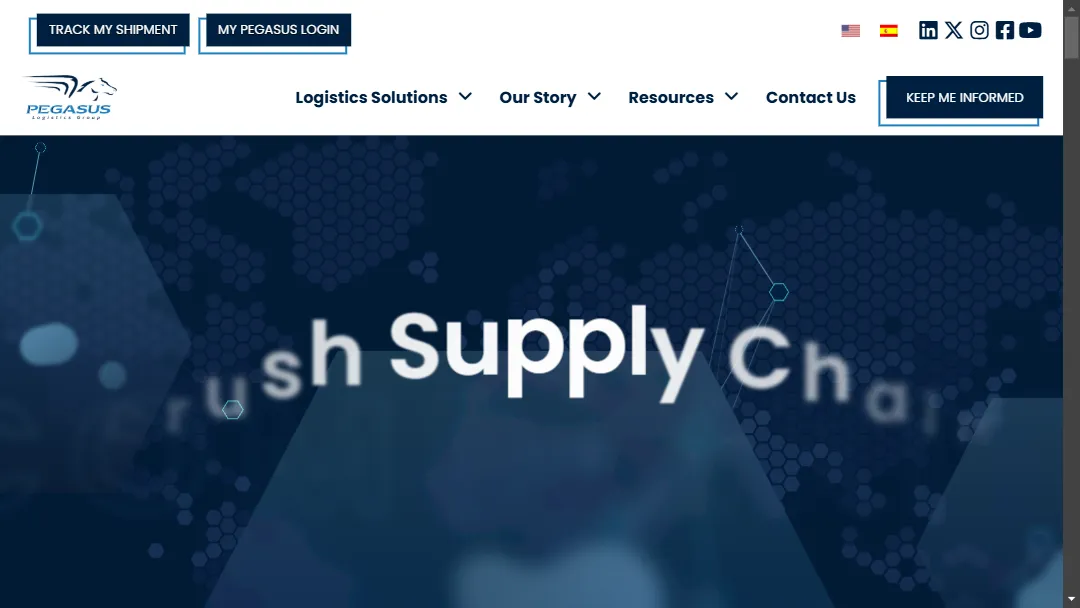 TRACK MY SHIPMENT
MY PEGASUS LOGIN
PEGASUS
Logistics Group
Logistics Solutions
Our Story
Resources
Contact Us
KEEP ME INFORMED
rush Supply Chai